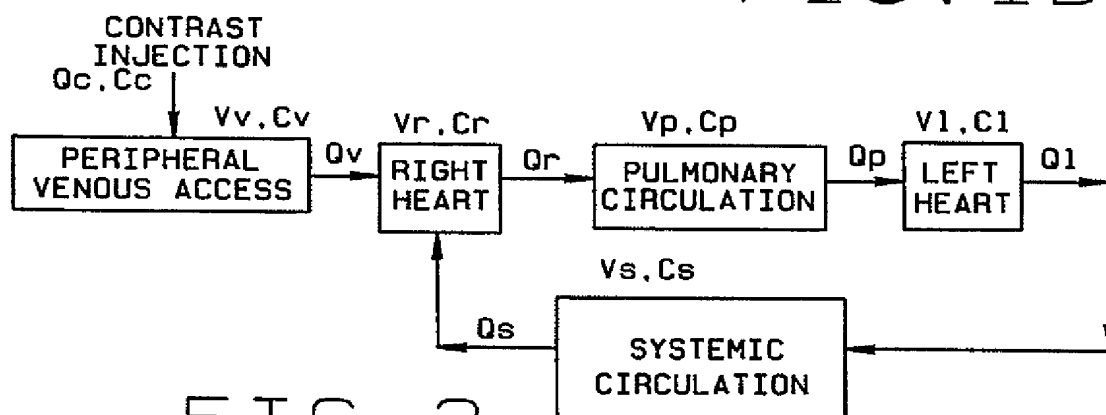 CONTRAST
INJECTION
Qc,Cc
Vv,Cv
PERIPHERAL
VENOUS ACCESS
Qv
Vr,Cr
RIGHT
HEART
Qr
Vp,Cp
PULMONARY
CIRCULATION
Qp
Vl,Cl
LEFT
HEART
Ql
Vs,Cs
Qs
SYSTEMIC
CIRCULATION